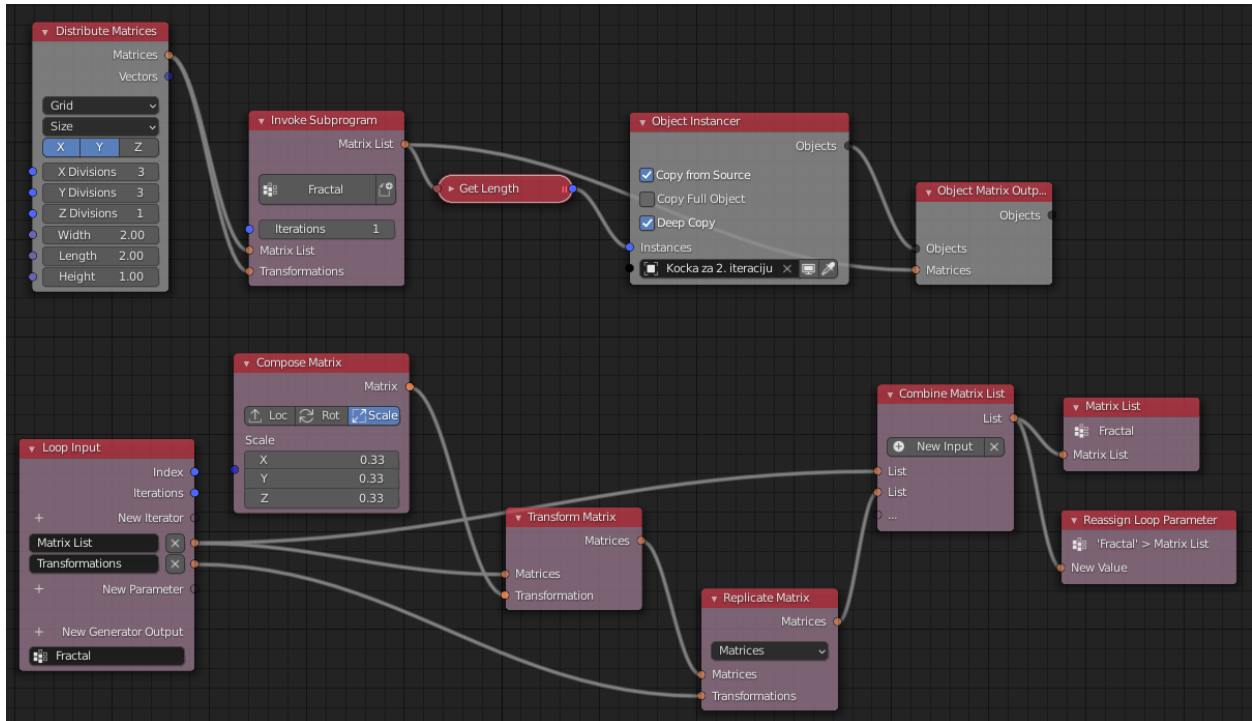 Distribute Matrices
Matrices
Vectors
Grid
Size
X Y Z
X Divisions 3
Y Divisions 3
Z Divisions 1
Width 2.00
Length 2.00
Height 1.00
Invoke Subprogram
Matrix List
Fractal
Iterations 1
Matrix List
Transformations
Get Length
Object Instancer
Objects
Copy from Source
Copy Full Object
Deep Copy
Instances
Kocka za 2. iteraciju
Object Matrix Outp...
Objects
Objects
Matrices
Loop Input
Index
Iterations
New Iterator
Matrix List
Transformations
New Parameter
New Generator Output
Fractal
Compose Matrix
Matrix
Loc Rot Scale
Scale
X 0.33
Y 0.33
Z 0.33
Transform Matrix
Matrices
Matrices
Transformation
Replicate Matrix
Matrices
Matrices
Matrices
Transformations
Combine Matrix List
List
New Input
List
List
...
Matrix List
Fractal
Matrix List
Reassign Loop Parameter
'Fractal' > Matrix List
New Value